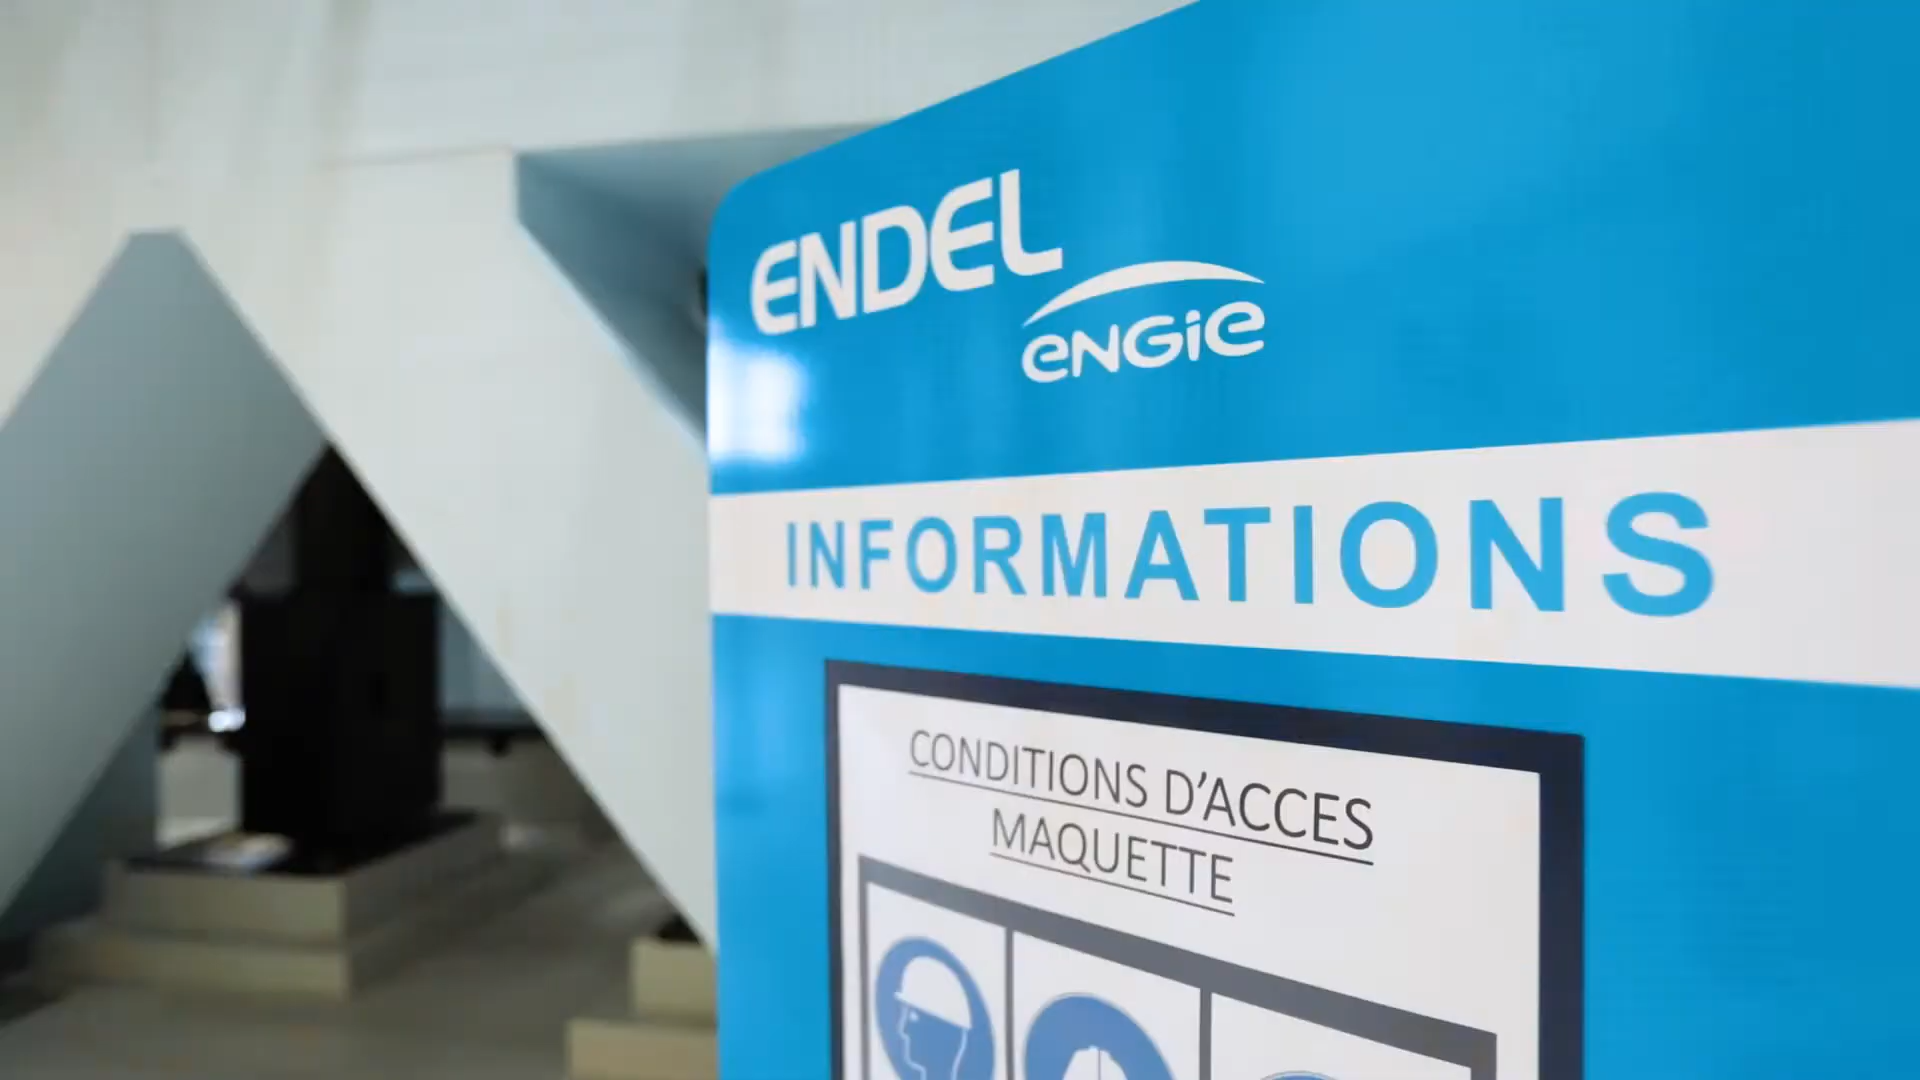 ENDEL
ENGIE
INFORMATIONS
CONDITIONS D'ACCES
MAQUETTE